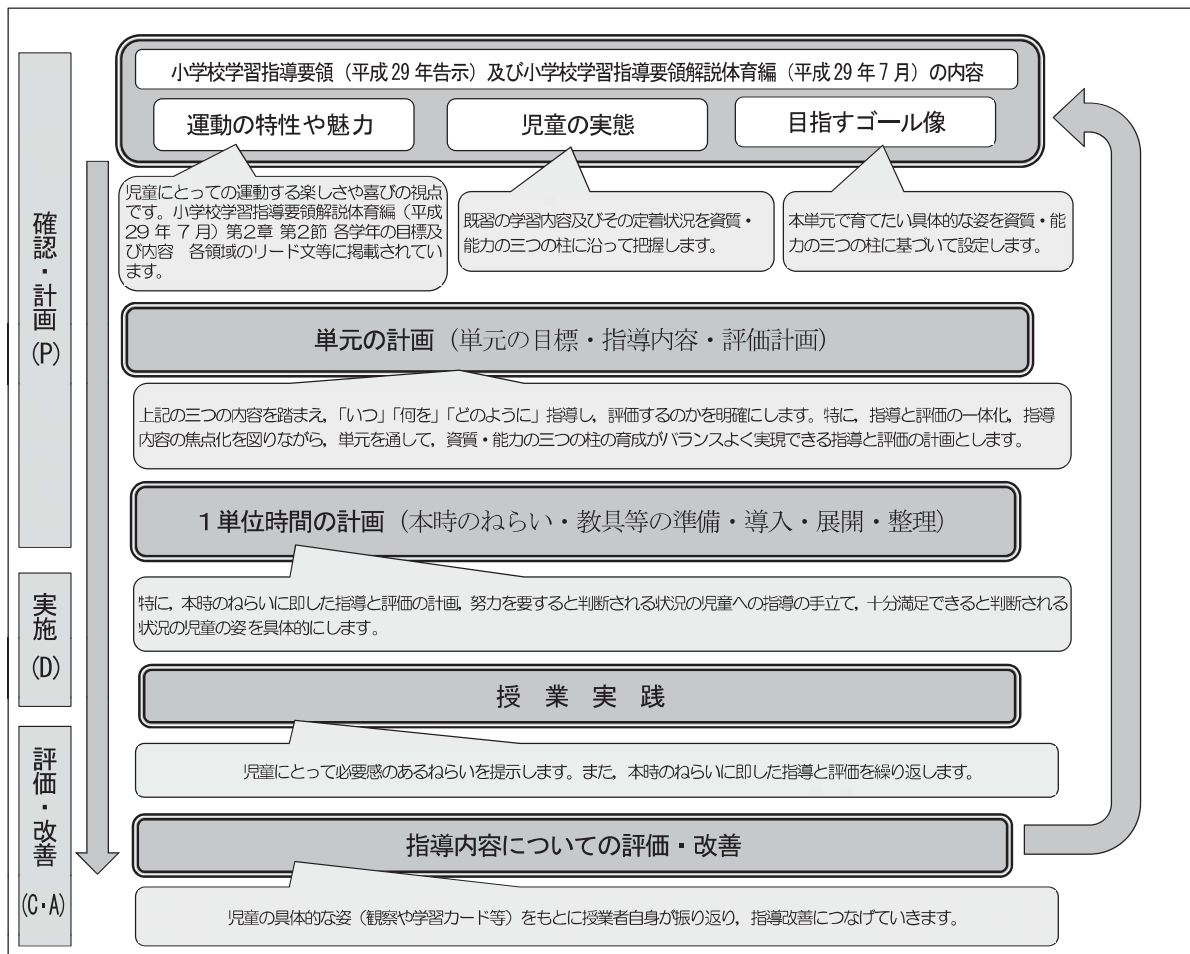 小学校学習指導要領（平成29年告示）及び小学校学習指導要領解説体育編（平成29年7月）の内容
運動の特性や魅力
児童の実態
目指すゴール像
児童にとっての運動する楽しさや喜びの視点
です。小学校学習指導要領解説体育編（平成
29年7月）第2章 第2節 各学年の目標及
び内容　各領域のリード文等に掲載されてい
ます。
既習の学習内容及びその定着状況を資質・
能力の三つの柱に沿って把握します。
本単元で育てたい具体的な姿を資質・能
力の三つの柱に基づいて設定します。
確認・計画
(P)
単元の計画（単元の目標・指導内容・評価計画）
上記の三つの内容を踏まえ，「いつ」「何を」「どのように」指導し，評価するのかを明確にします。特に，指導と評価の一体化，指導
内容の焦点化を図りながら，単元を通して，資質・能力の三つの柱の育成がバランスよく実現できる指導と評価の計画とします。
１単位時間の計画（本時のねらい・教具等の準備・導入・展開・整理）
特に，本時のねらいに即した指導と評価の計画，努力を要すると判断される状況の児童への指導の手立て，十分満足できると判断される
状況の児童の姿を具体的にします。
実施
(D)
授　業　実　践
児童にとって必要感のあるねらいを提示します。また，本時のねらいに即した指導と評価を繰り返します。
評価・改善
(C・A)
指導内容についての評価・改善
児童の具体的な姿（観察や学習カード等）をもとに授業者自身が振り返り，指導改善につなげていきます。